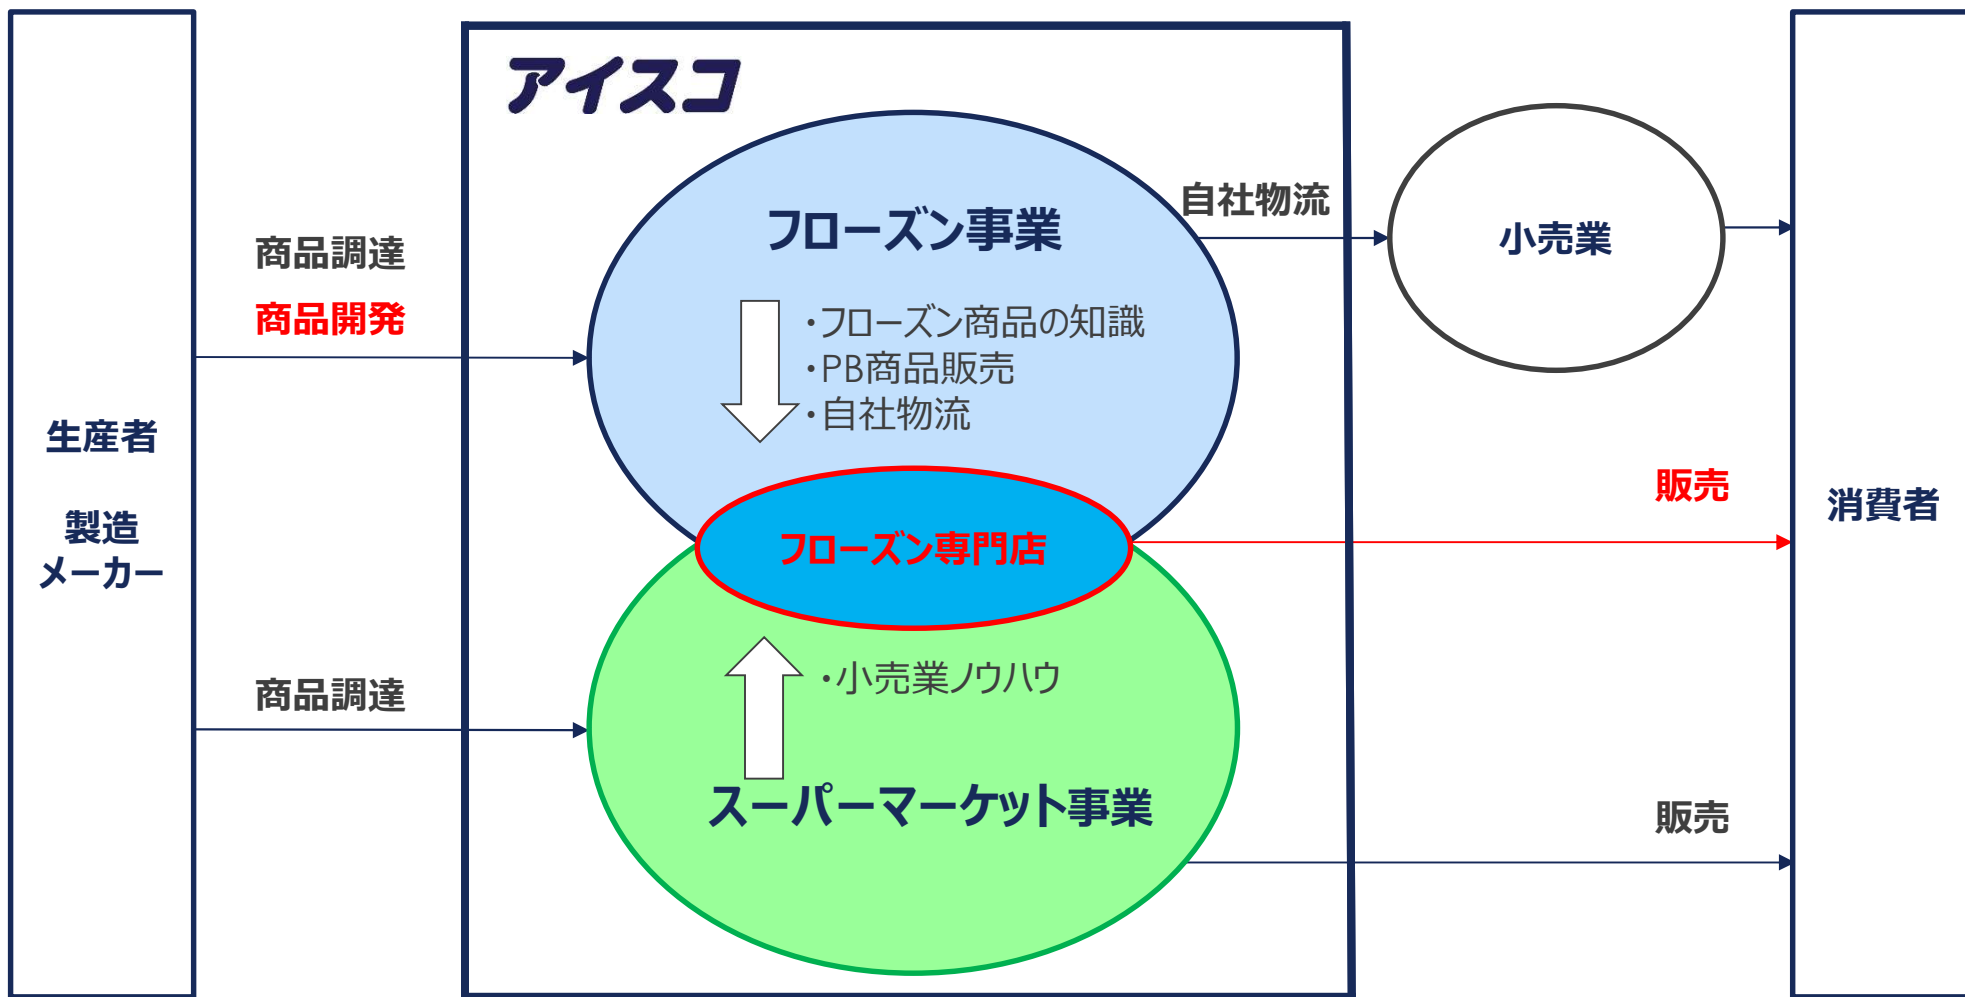 アイスコ
生産者
製造
メーカー
商品調達
商品開発
商品調達
フローズン事業
・フローズン商品の知識
・PB商品販売
・自社物流
フローズン専門店
・小売業ノウハウ
スーパーマーケット事業
自社物流
小売業
販売
販売
消費者